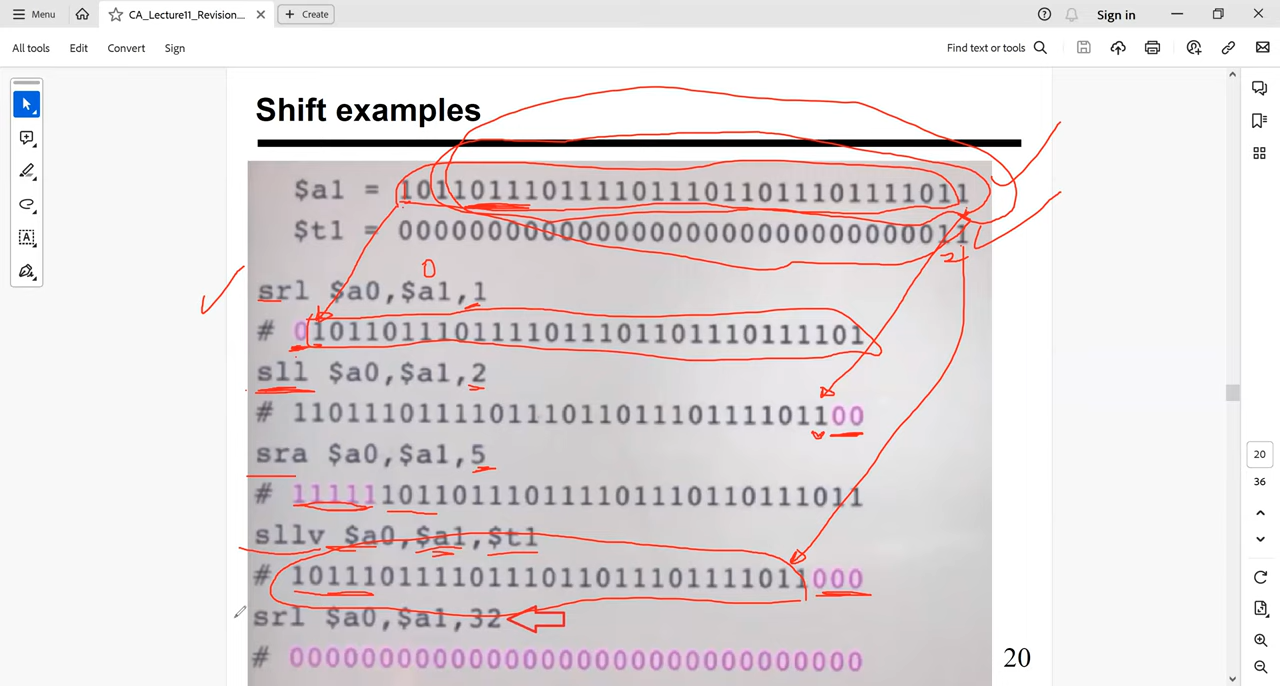 Menu
CA_Lecture11_Revision...
Create
Sign in
All tools
Edit
Convert
Sign
Find text or tools
Shift examples
$a1 = 10110111011110111011011101111011
$t1 = 00000000000000000000000000000011
2
0
srl $a0,$a1,1
# 01011011101111011101101110111101
sll $a0,$a1,2
# 11011101111011101101110111101100
sra $a0,$a1,5
# 11111101101110111101110110111011
sllv $a0,$a1,$t1
# 10111011110111011011101111011000
srl $a0,$a1,32
# 00000000000000000000000000000000
20
20
36